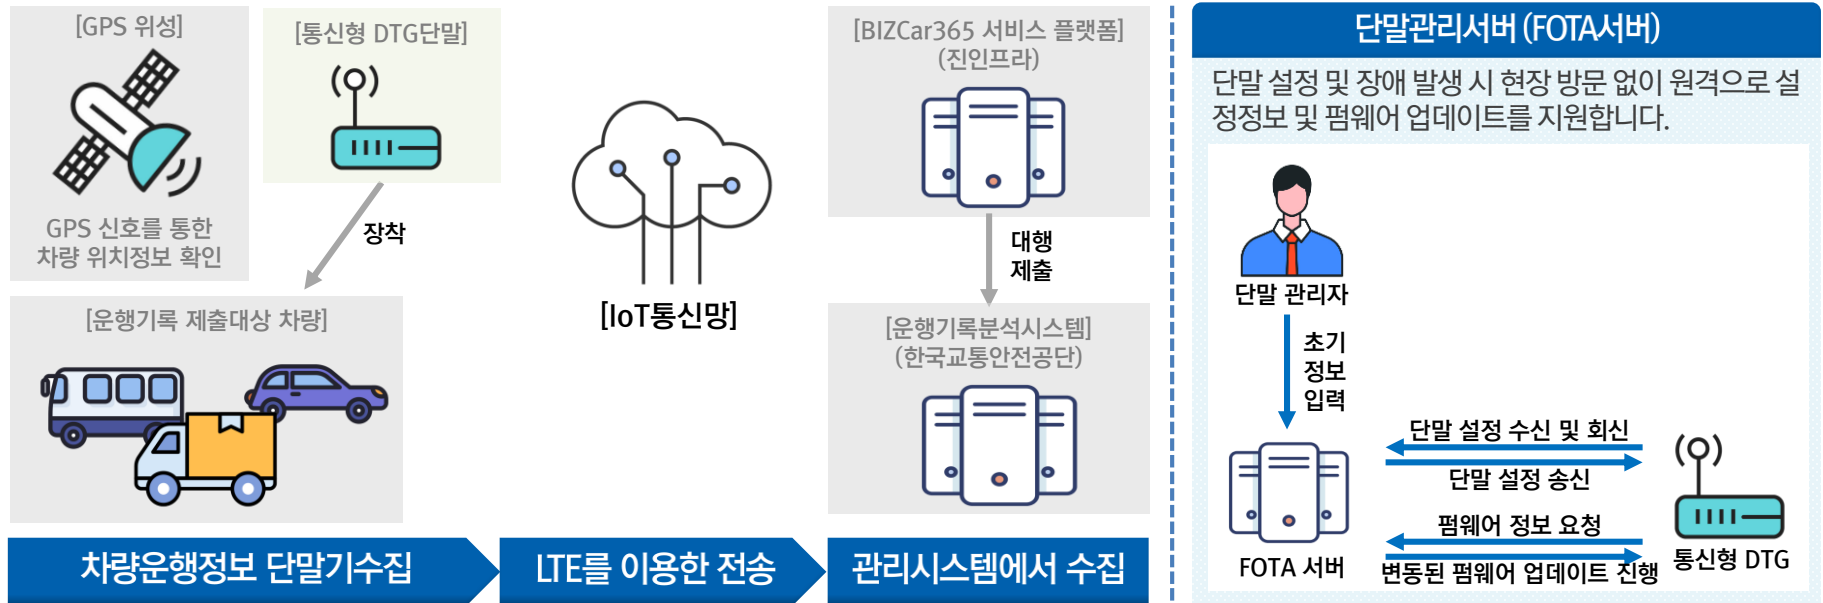 [GPS 위성]
GPS 신호를 통한
차량 위치정보 확인
[통신형 DTG단말]
장착
[운행기록 제출대상 차량]
차량운행정보 단말기수집
[IoT통신망]
LTE를 이용한 전송
[BIZCar365 서비스 플랫폼]
(진인프라)
대행
제출
[운행기록분석시스템]
(한국교통안전공단)
관리시스템에서 수집
단말관리서버(FOTA서버)
단말 설정 및 장애 발생 시 현장 방문 없이 원격으로 설
정정보 및 펌웨어 업데이트를 지원합니다.
단말 관리자
초기
정보
입력
단말 설정 수신 및 회신
단말 설정 송신
펌웨어 정보 요청
변동된 펌웨어 업데이트 진행
FOTA 서버
통신형 DTG